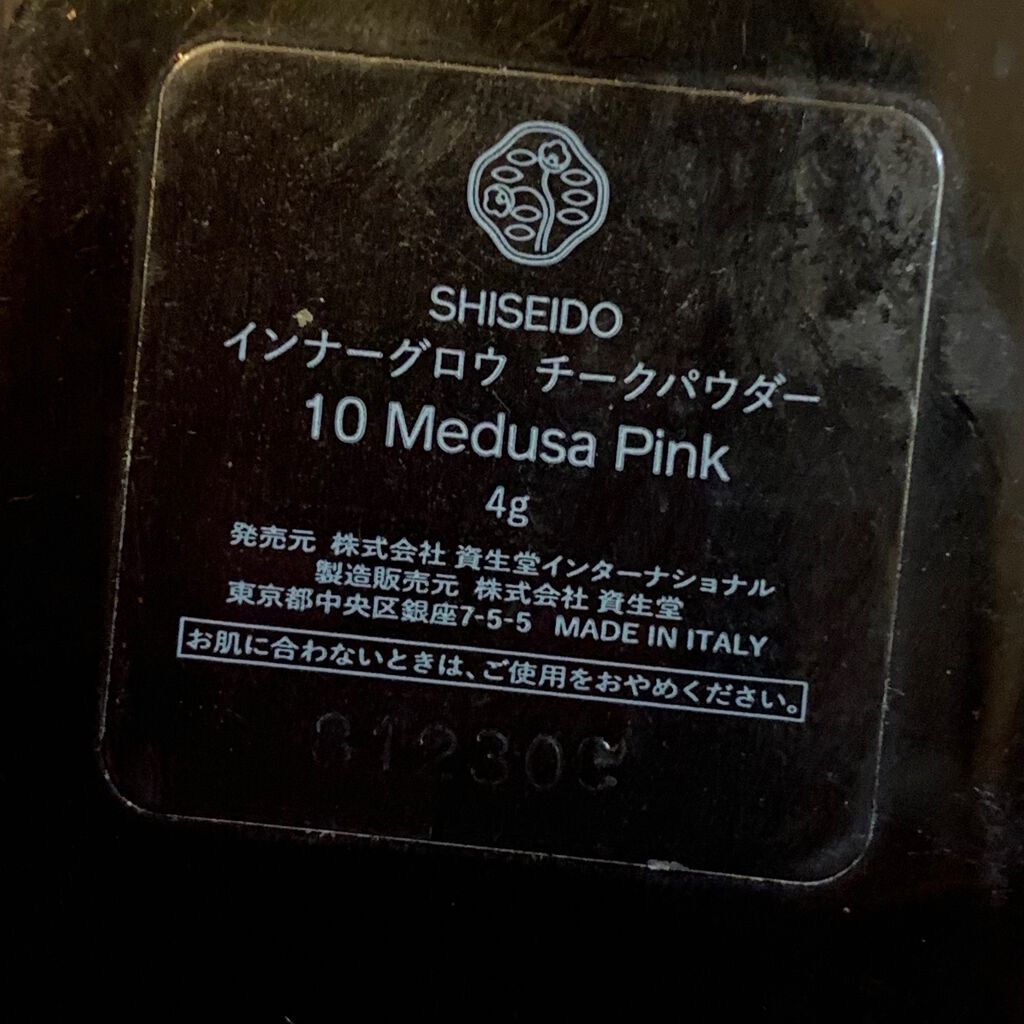 SHISEIDO
インナーグロウ チークパウダー
10 Medusa Pink
4g
発売元 株式会社 資生堂インターナショナル
製造販売元 株式会社 資生堂
東京都中央区銀座7-5-5 MADE IN ITALY
お肌に合わないときは、ご使用をおやめください。